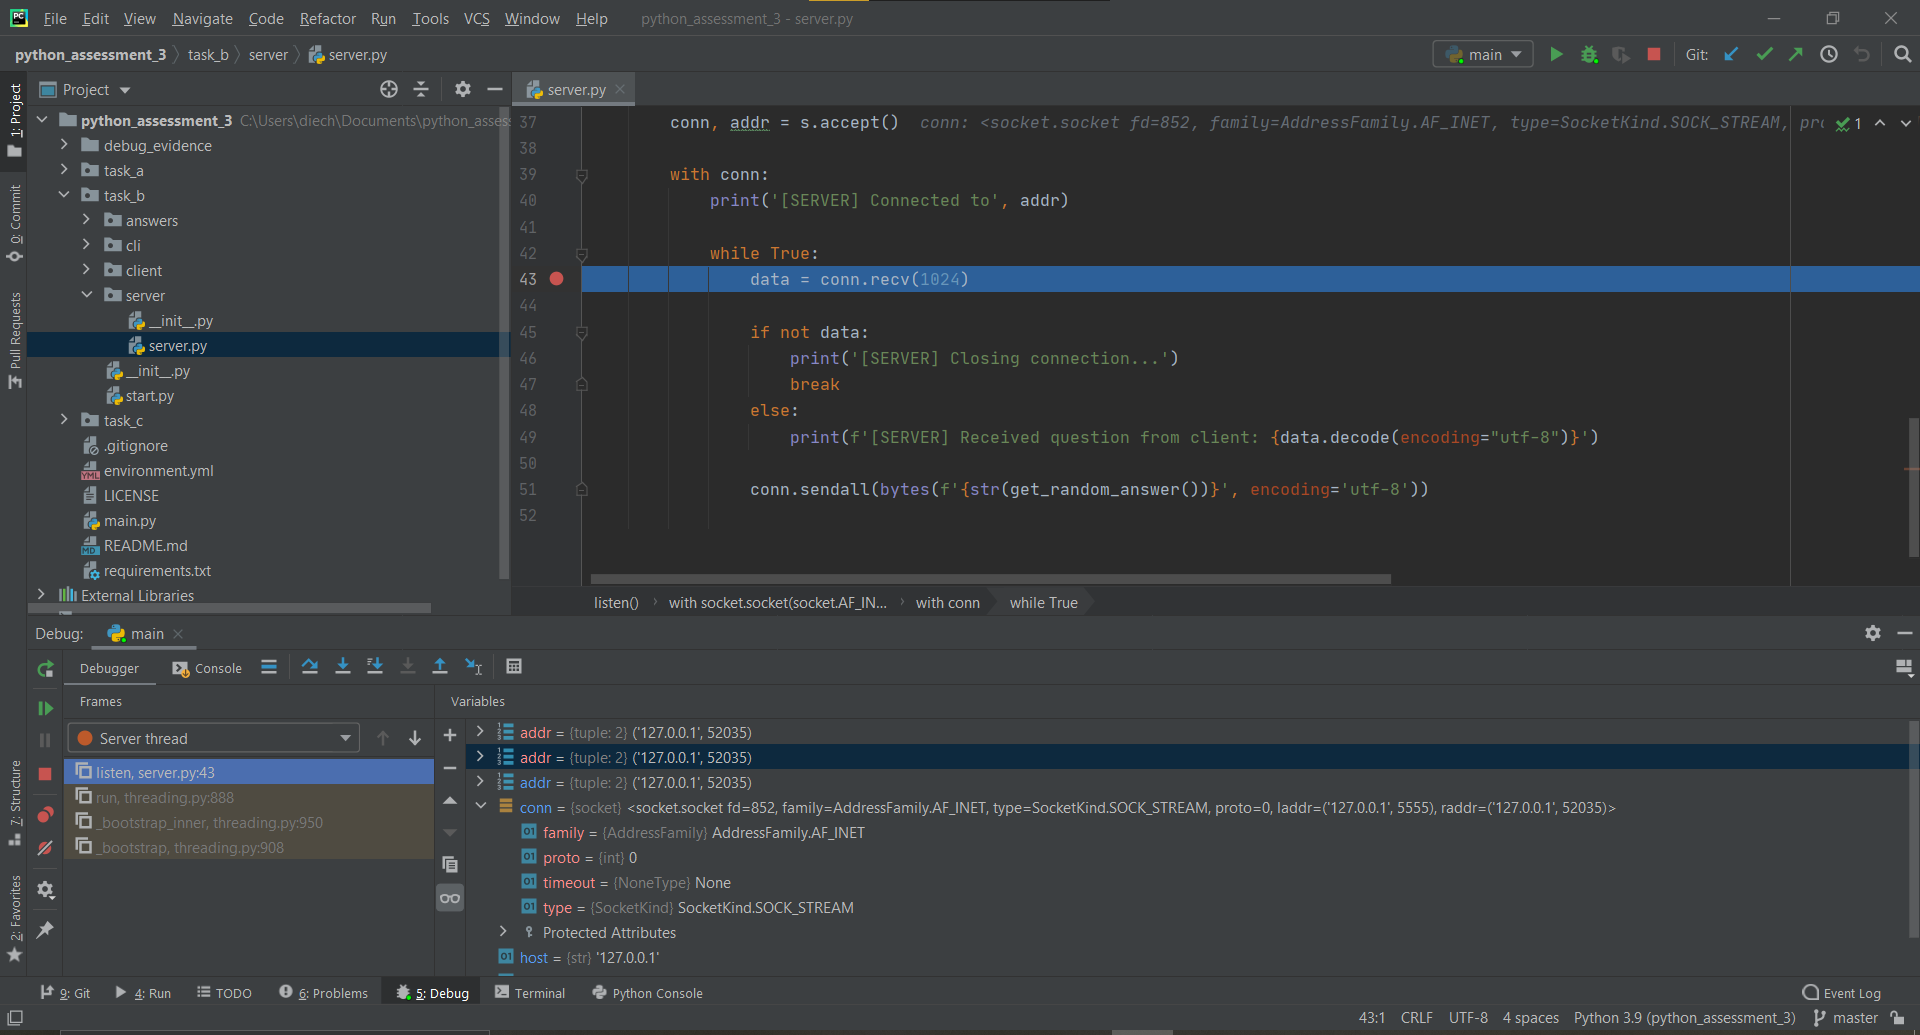 File Edit View Navigate Code Refactor Run Tools VCS Window Help python_assessment_3 - server.py
python_assessment_3 task_b server server.py main Git:
1: Project
0: Commit
Pull Requests
7: Structure
2: Favorites
Project
python_assessment_3 C:\Users\diech\Documents\python_asses
debug_evidence
task_a
task_b
answers
cli
client
server
__init__.py
server.py
__init__.py
start.py
task_c
.gitignore
environment.yml
LICENSE
main.py
README.md
requirements.txt
External Libraries
server.py
37 conn, addr = s.accept() conn: <socket.socket fd=852, family=AddressFamily.AF_INET, type=SocketKind.SOCK_STREAM, pr 1
38
39 with conn:
40 print('[SERVER] Connected to', addr)
41
42 while True:
43 data = conn.recv(1024)
44
45 if not data:
46 print('[SERVER] Closing connection...')
47 break
48 else:
49 print(f'[SERVER] Received question from client: {data.decode(encoding="utf-8")}')
50
51 conn.sendall(bytes(f'{str(get_random_answer())}', encoding='utf-8'))
52
listen() with socket.socket(socket.AF_IN... with conn while True
Debug: main
Debugger Console
Frames
Server thread
listen, server.py:43
run, threading.py:888
_bootstrap_inner, threading.py:950
_bootstrap, threading.py:908
Variables
addr = {tuple: 2} ('127.0.0.1', 52035)
addr = {tuple: 2} ('127.0.0.1', 52035)
addr = {tuple: 2} ('127.0.0.1', 52035)
conn = {socket} <socket.socket fd=852, family=AddressFamily.AF_INET, type=SocketKind.SOCK_STREAM, proto=0, laddr=('127.0.0.1', 5555), raddr=('127.0.0.1', 52035)>
family = {AddressFamily} AddressFamily.AF_INET
proto = {int} 0
timeout = {NoneType} None
type = {SocketKind} SocketKind.SOCK_STREAM
Protected Attributes
host = {str} '127.0.0.1'
9: Git 4: Run TODO 6: Problems 5: Debug Terminal Python Console Event Log
43:1 CRLF UTF-8 4 spaces Python 3.9 (python_assessment_3) master